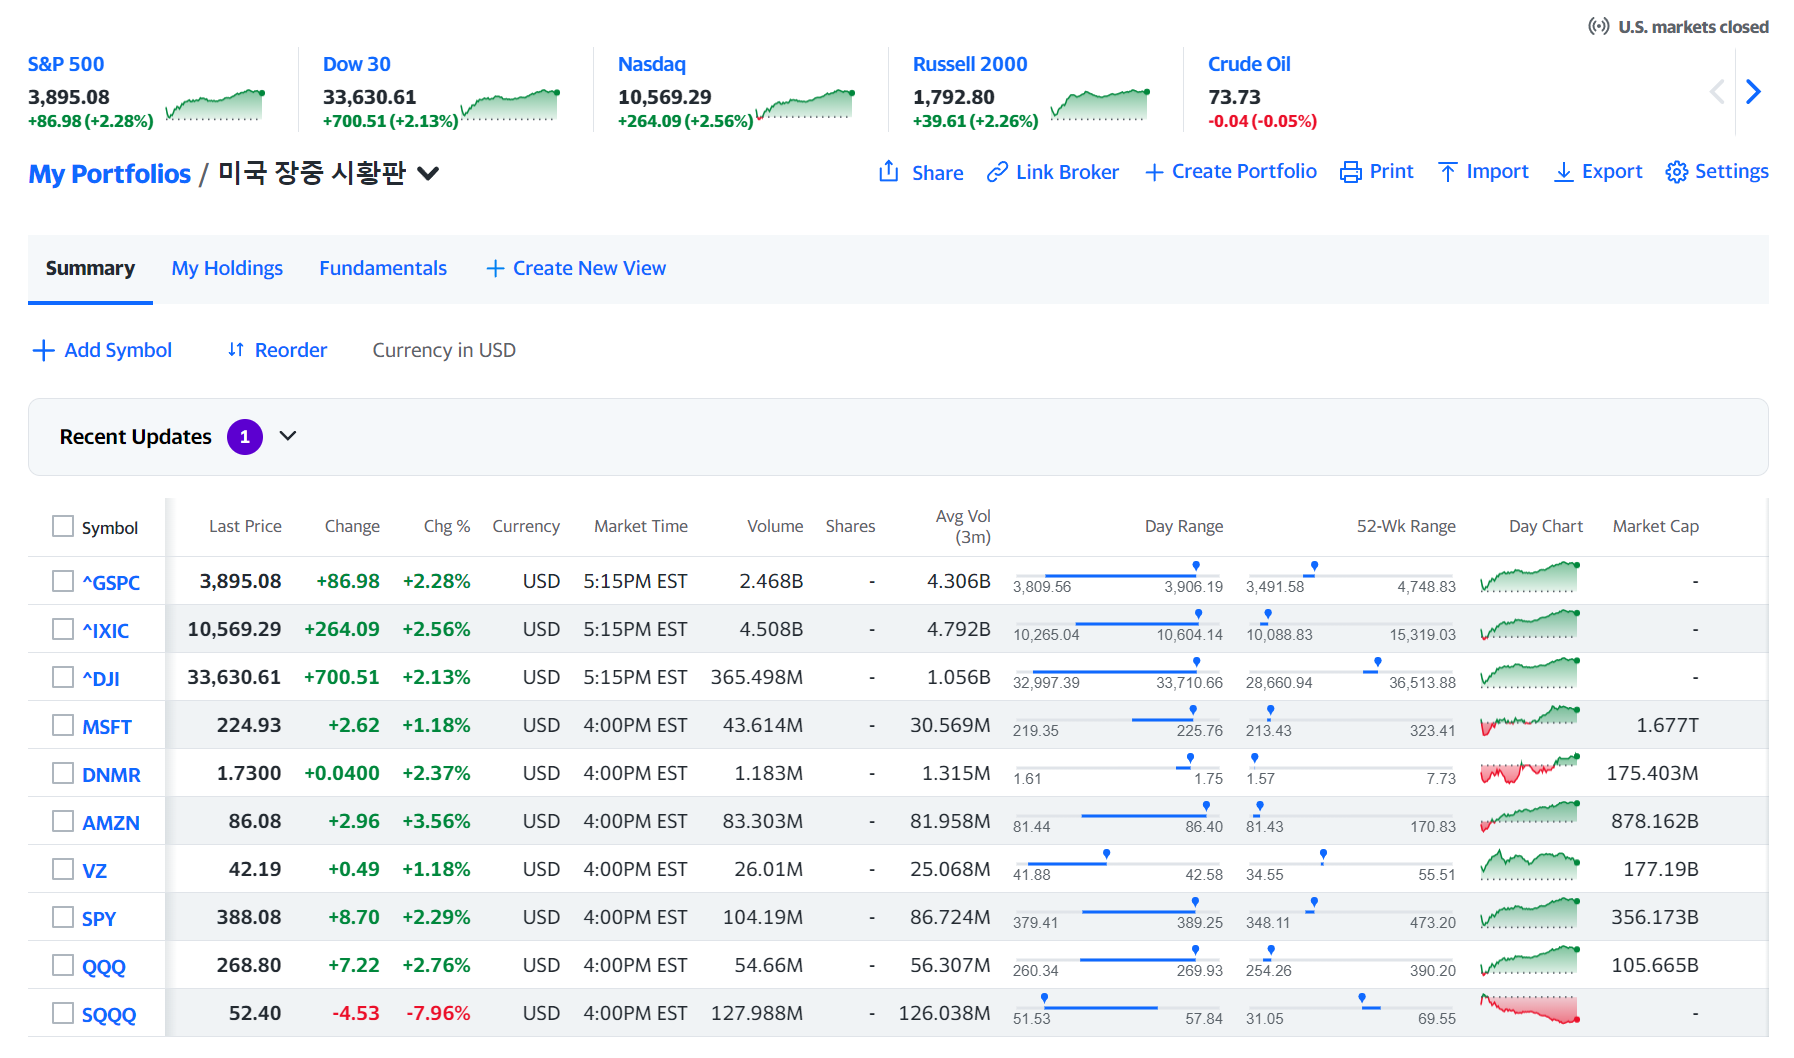 U.S. markets closed
S&P 500 Dow 30 Nasdaq Russell 2000 Crude Oil
3,895.08 33,630.61 10,569.29 1,792.80 73.73
+86.98 (+2.28%) +700.51 (+2.13%) +264.09 (+2.56%) +39.61 (+2.26%) -0.04 (-0.05%)
My Portfolios / 미국 장중 시황판 Share Link Broker + Create Portfolio Print Import Export Settings
Summary My Holdings Fundamentals + Create New View
+ Add Symbol Reorder Currency in USD
Recent Updates 1
Symbol Last Price Change Chg % Currency Market Time Volume Shares Avg Vol (3m) Day Range 52-Wk Range Day Chart Market Cap
^GSPC 3,895.08 +86.98 +2.28% USD 5:15PM EST 2.468B - 4.306B 3,809.56 3,906.19 3,491.58 4,748.83 -
^IXIC 10,569.29 +264.09 +2.56% USD 5:15PM EST 4.508B - 4.792B 10,265.04 10,604.14 10,088.83 15,319.03 -
^DJI 33,630.61 +700.51 +2.13% USD 5:15PM EST 365.498M - 1.056B 32,997.39 33,710.66 28,660.94 36,513.88 -
MSFT 224.93 +2.62 +1.18% USD 4:00PM EST 43.614M - 30.569M 219.35 225.76 213.43 323.41 1.677T
DNMR 1.7300 +0.0400 +2.37% USD 4:00PM EST 1.183M - 1.315M 1.61 1.75 1.57 7.73 175.403M
AMZN 86.08 +2.96 +3.56% USD 4:00PM EST 83.303M - 81.958M 81.44 86.40 81.43 170.83 878.162B
VZ 42.19 +0.49 +1.18% USD 4:00PM EST 26.01M - 25.068M 41.88 42.58 34.55 55.51 177.19B
SPY 388.08 +8.70 +2.29% USD 4:00PM EST 104.19M - 86.724M 379.41 389.25 348.11 473.20 356.173B
QQQ 268.80 +7.22 +2.76% USD 4:00PM EST 54.66M - 56.307M 260.34 269.93 254.26 390.20 105.665B
SQQQ 52.40 -4.53 -7.96% USD 4:00PM EST 127.988M - 126.038M 51.53 57.84 31.05 69.55 -